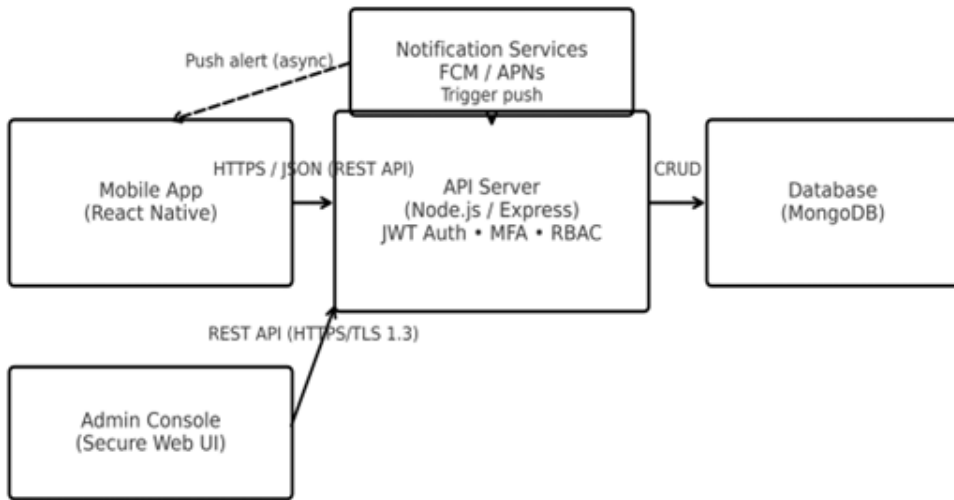 Notification Services
FCM / APNs
Trigger push
Push alert (async)
Mobile App
(React Native)
HTTPS / JSON (REST API)
API Server
(Node.js / Express)
JWT Auth • MFA • RBAC
CRUD
Database
(MongoDB)
REST API (HTTPS/TLS 1.3)
Admin Console
(Secure Web UI)